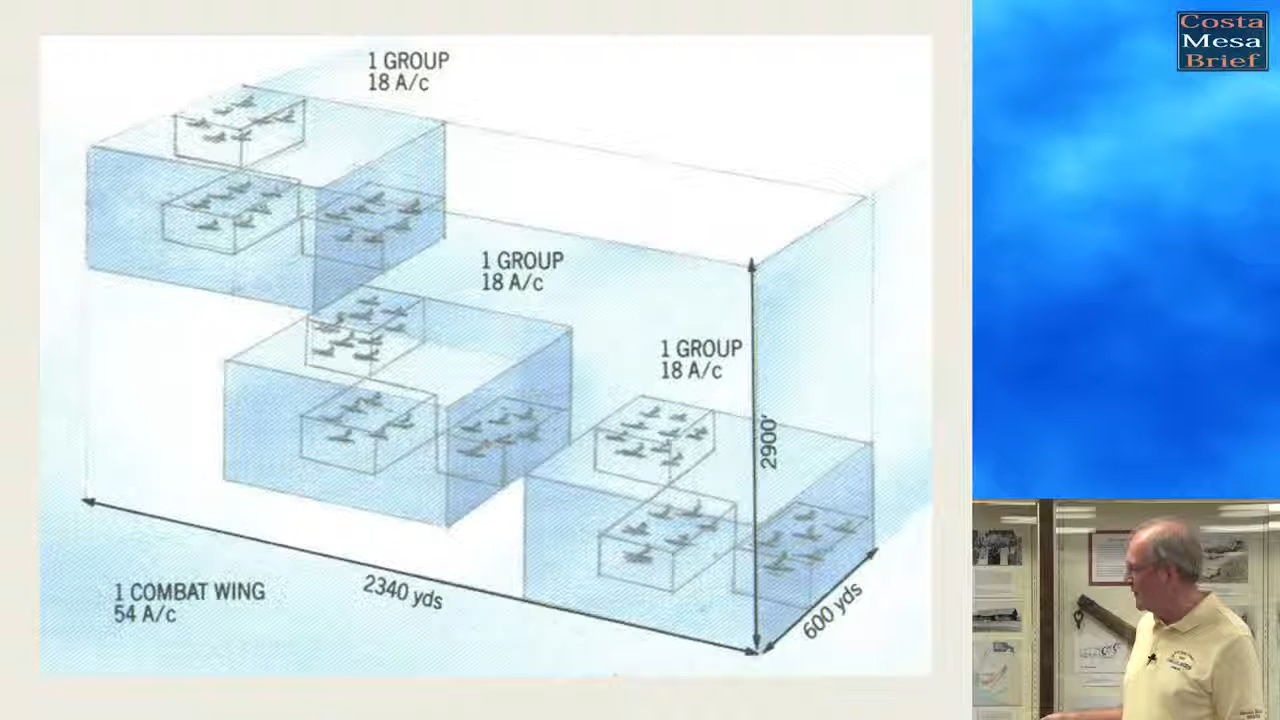 1 GROUP
18 A/c
1 GROUP
18 A/c
1 GROUP
18 A/c
2900'
2340 yds
600 yds
1 COMBAT WING
54 A/c
Costa
Mesa
Brief